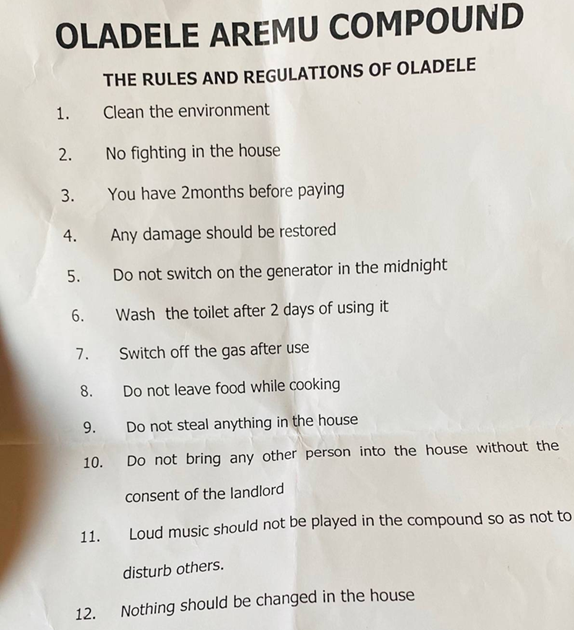 OLADELE AREMU COMPOUND
THE RULES AND REGULATIONS OF OLADELE
1. Clean the environment
2. No fighting in the house
3. You have 2months before paying
4. Any damage should be restored
5. Do not switch on the generator in the midnight
6. Wash the toilet after 2 days of using it
7. Switch off the gas after use
8. Do not leave food while cooking
9. Do not steal anything in the house
10. Do not bring any other person into the house without the
consent of the landlord
11. Loud music should not be played in the compound so as not to
disturb others.
12. Nothing should be changed in the house